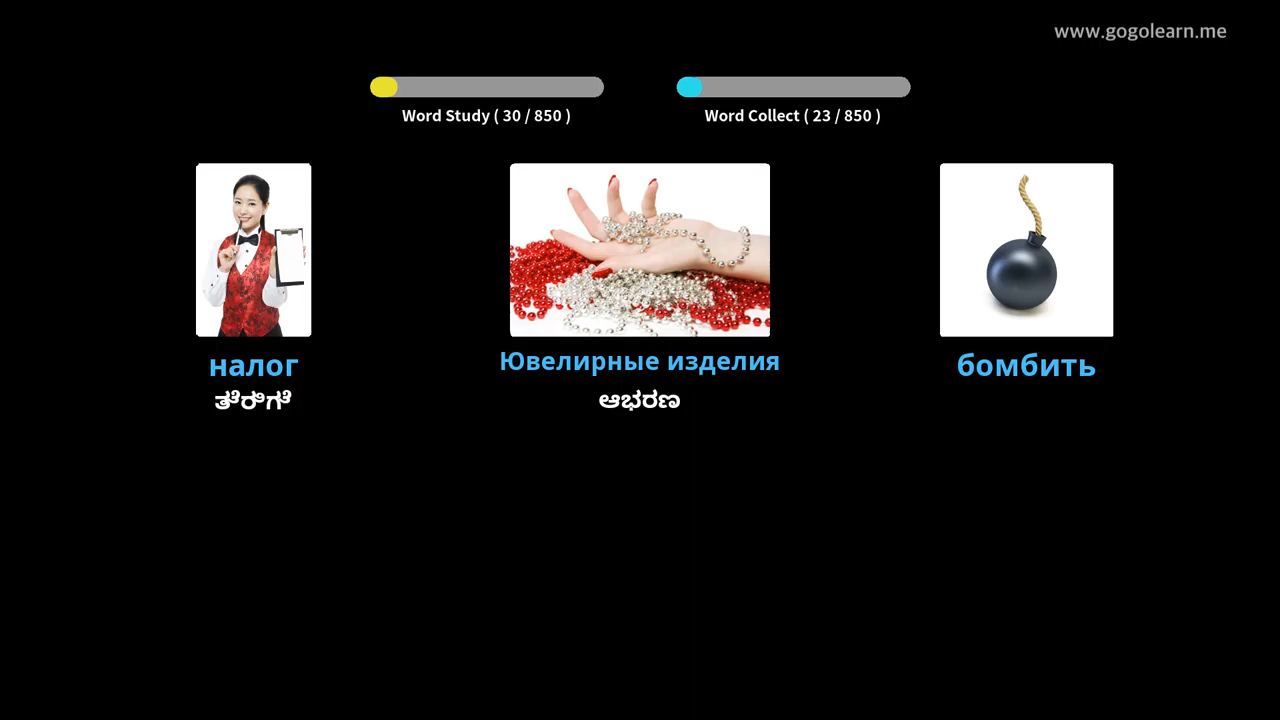 www.gogolearn.me
Word Study ( 30 / 850 )
Word Collect ( 23 / 850 )
налог
Ювелирные изделия
бомбить
ತೆರಿಗೆ
ಆಭರಣ